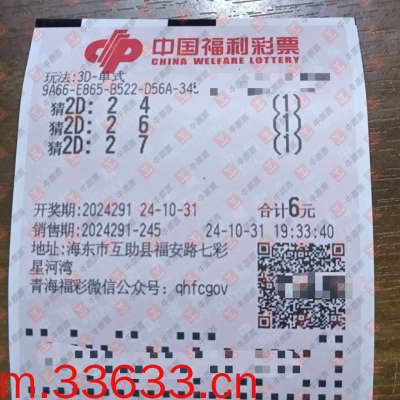 中国福利彩票
CHINA WELFARE LOTTERY
玩法:3D-单式
9A66-E865-B522-D56A-345
猜2D: 2 4 (1)
猜2D: 2 6 (1)
猜2D: 2 7 (1)
开奖期:2024291 24-10-31 合计6元
销售期:2024291-245 24-10-31 19:33:40
地址:海东市互助县福安路七彩
星河湾
青海福彩微信公众号: qhfcgov
m.33633.cn